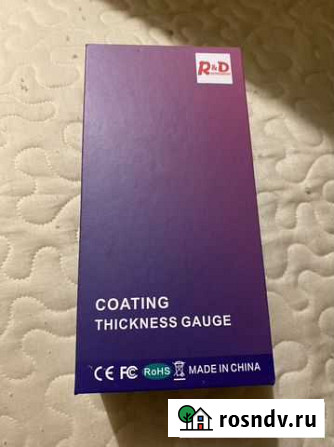 R&D
COATING
THICKNESS GAUGE
CE FC RoHS MADE IN CHINA
rosndv.ru